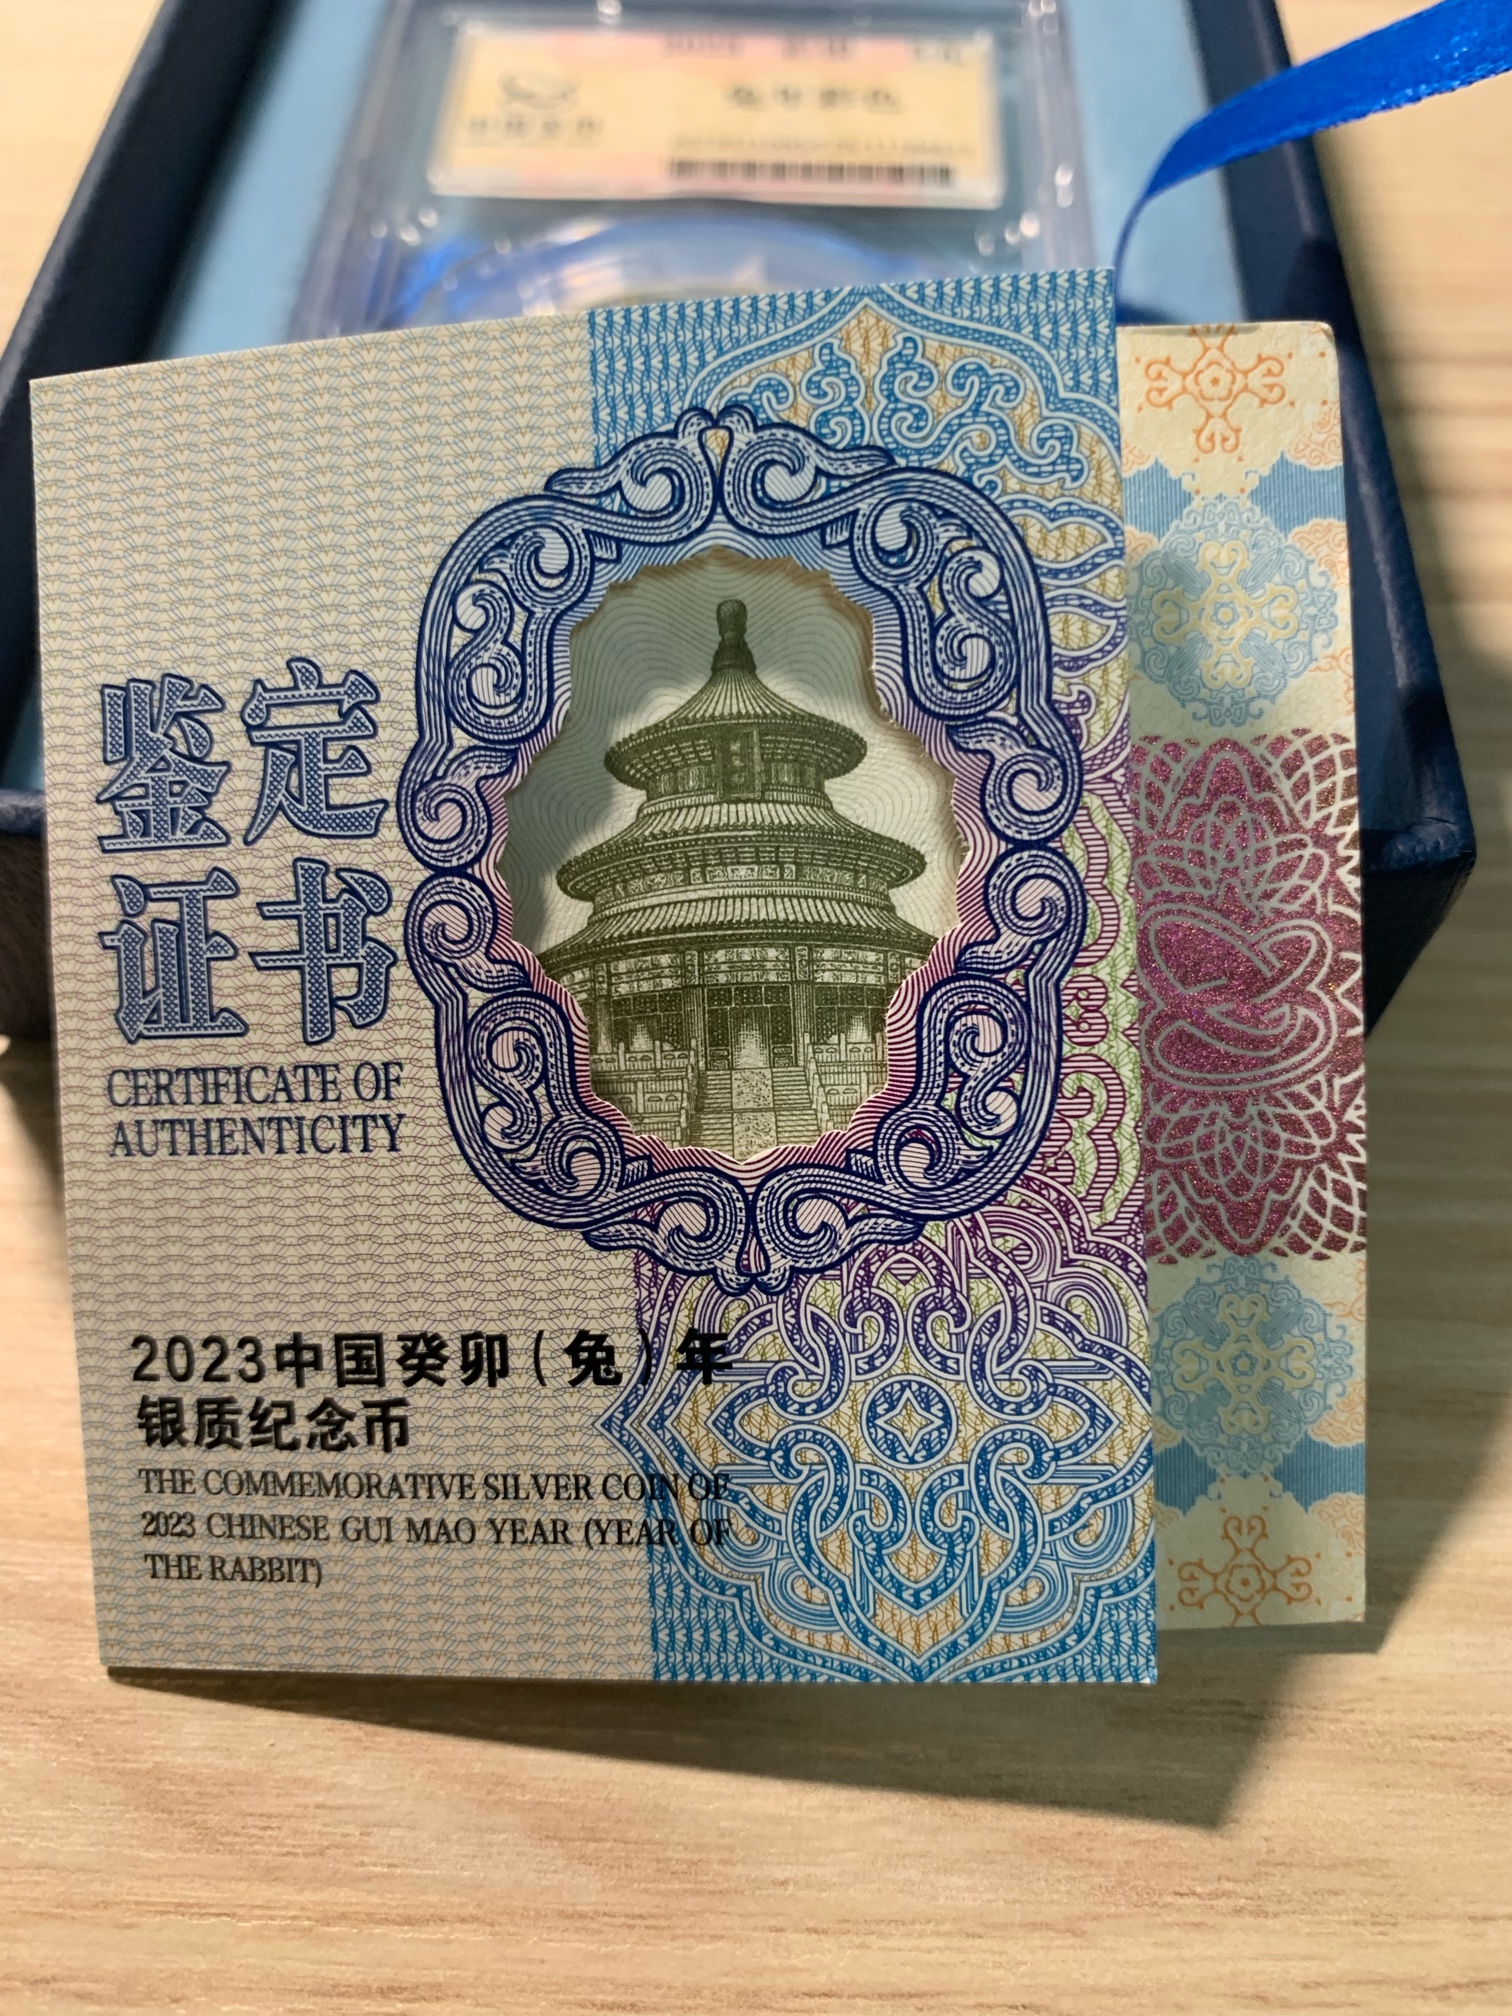 鉴定
证书
CERTIFICATE OF
AUTHENTICITY
2023中国癸卯（兔）年
银质纪念币
THE COMMEMORATIVE SILVER COIN OF
2023 CHINESE GUI MAO YEAR (YEAR OF
THE RABBIT)